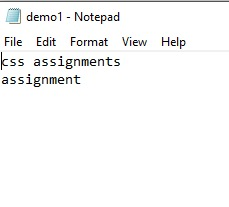 demo1 - Notepad
File Edit Format View Help
css assignments
assignment